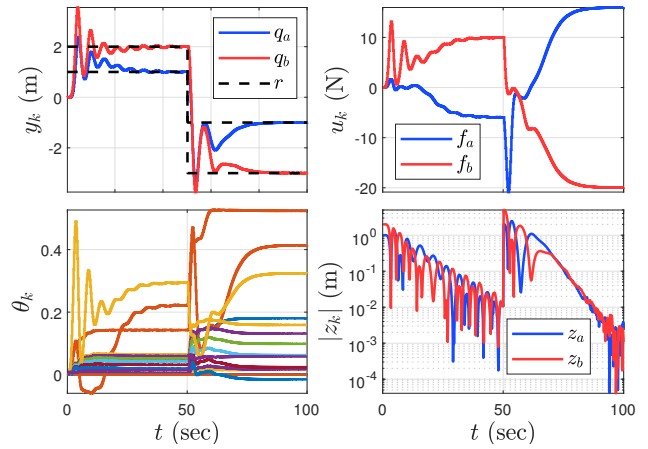 2
0
-2
y_k (m)
q_a
q_b
r
10
0
-10
-20
u_k (N)
f_a
f_b
0.4
0.2
0
θ_k
0
50
100
t (sec)
10^0
10^-1
10^-2
10^-3
10^-4
|z_k| (m)
z_a
z_b
0
50
100
t (sec)